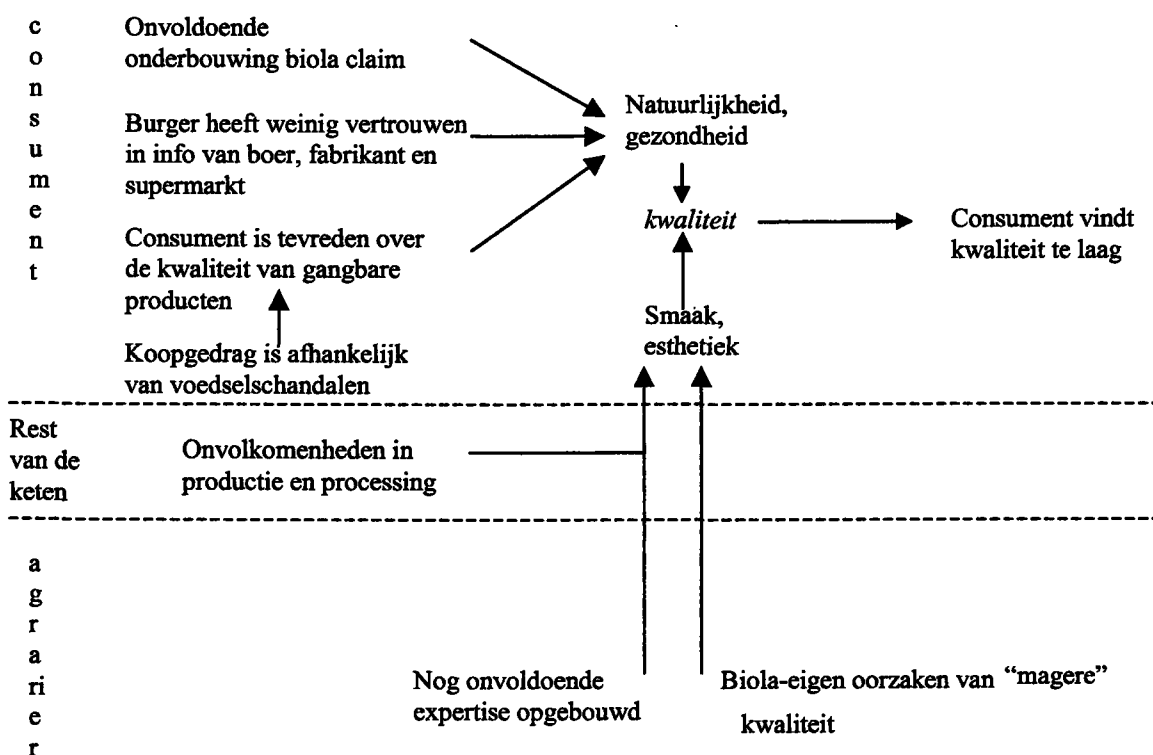 consument
Onvoldoende
onderbouwing biola claim
Burger heeft weinig vertrouwen
in info van boer, fabrikant en
supermarkt
Consument is tevreden over
de kwaliteit van gangbare
producten
Koopgedrag is afhankelijk
van voedselschandalen
Natuurlijkheid,
gezondheid
kwaliteit
Consument vindt
kwaliteit te laag
Smaak,
esthetiek
Rest
van de
keten
Onvolkomenheden in
productie en processing
agrarier
Nog onvoldoende
expertise opgebouwd
Biola-eigen oorzaken van “magere”
kwaliteit